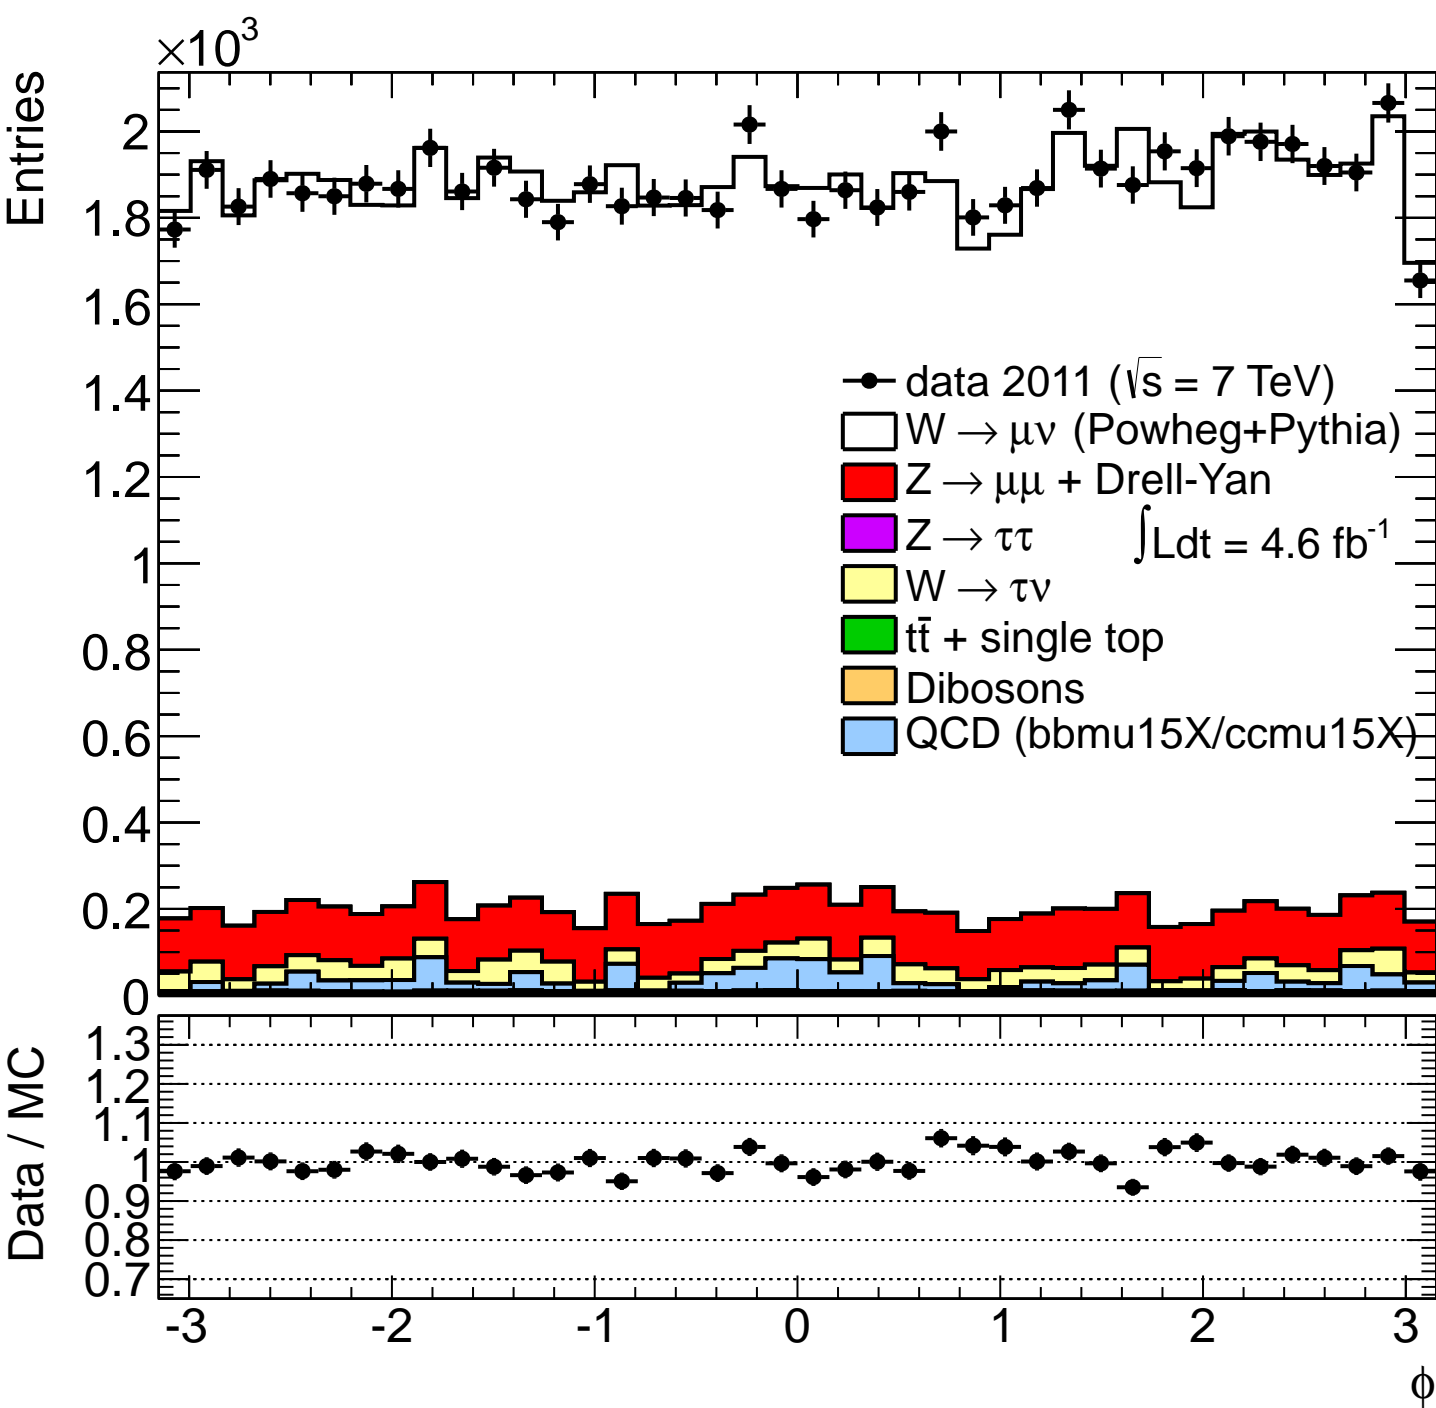 ×10³
Entries
2
1.8
1.6
1.4
1.2
1
0.8
0.6
0.4
0.2
0
data 2011 (√s = 7 TeV)
W → μν (Powheg+Pythia)
Z → μμ + Drell-Yan
Z → ττ
∫Ldt = 4.6 fb⁻¹
W → τν
tt̄ + single top
Dibosons
QCD (bbmu15X/ccmu15X)
Data / MC
1.3
1.2
1.1
1
0.9
0.8
0.7
-3 -2 -1 0 1 2 3
ϕ